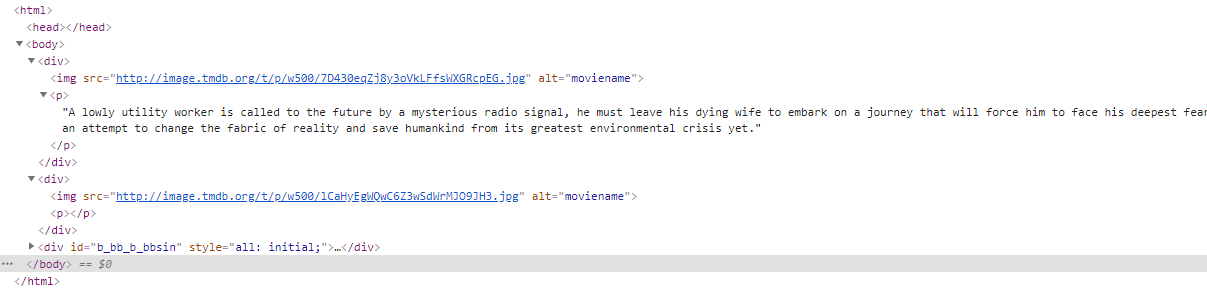 <html>
<head></head>
<body>
<div>
<img src="http://image.tmdb.org/t/p/w500/7D430eqZj8y3oVkLFfsWXGRcpEG.jpg" alt="moviename">
<p>
"A lowly utility worker is called to the future by a mysterious radio signal, he must leave his dying wife to embark on a journey that will force him to face his deepest fear
an attempt to change the fabric of reality and save humankind from its greatest environmental crisis yet."
</p>
</div>
<div>
<img src="http://image.tmdb.org/t/p/w500/lCaHyEgWQwC6Z3wSdWrMJO9JH3.jpg" alt="moviename">
<p></p>
</div>
<div id="b_bb_b_bbsin" style="all: initial;">…</div>
</body> == $0
</html>